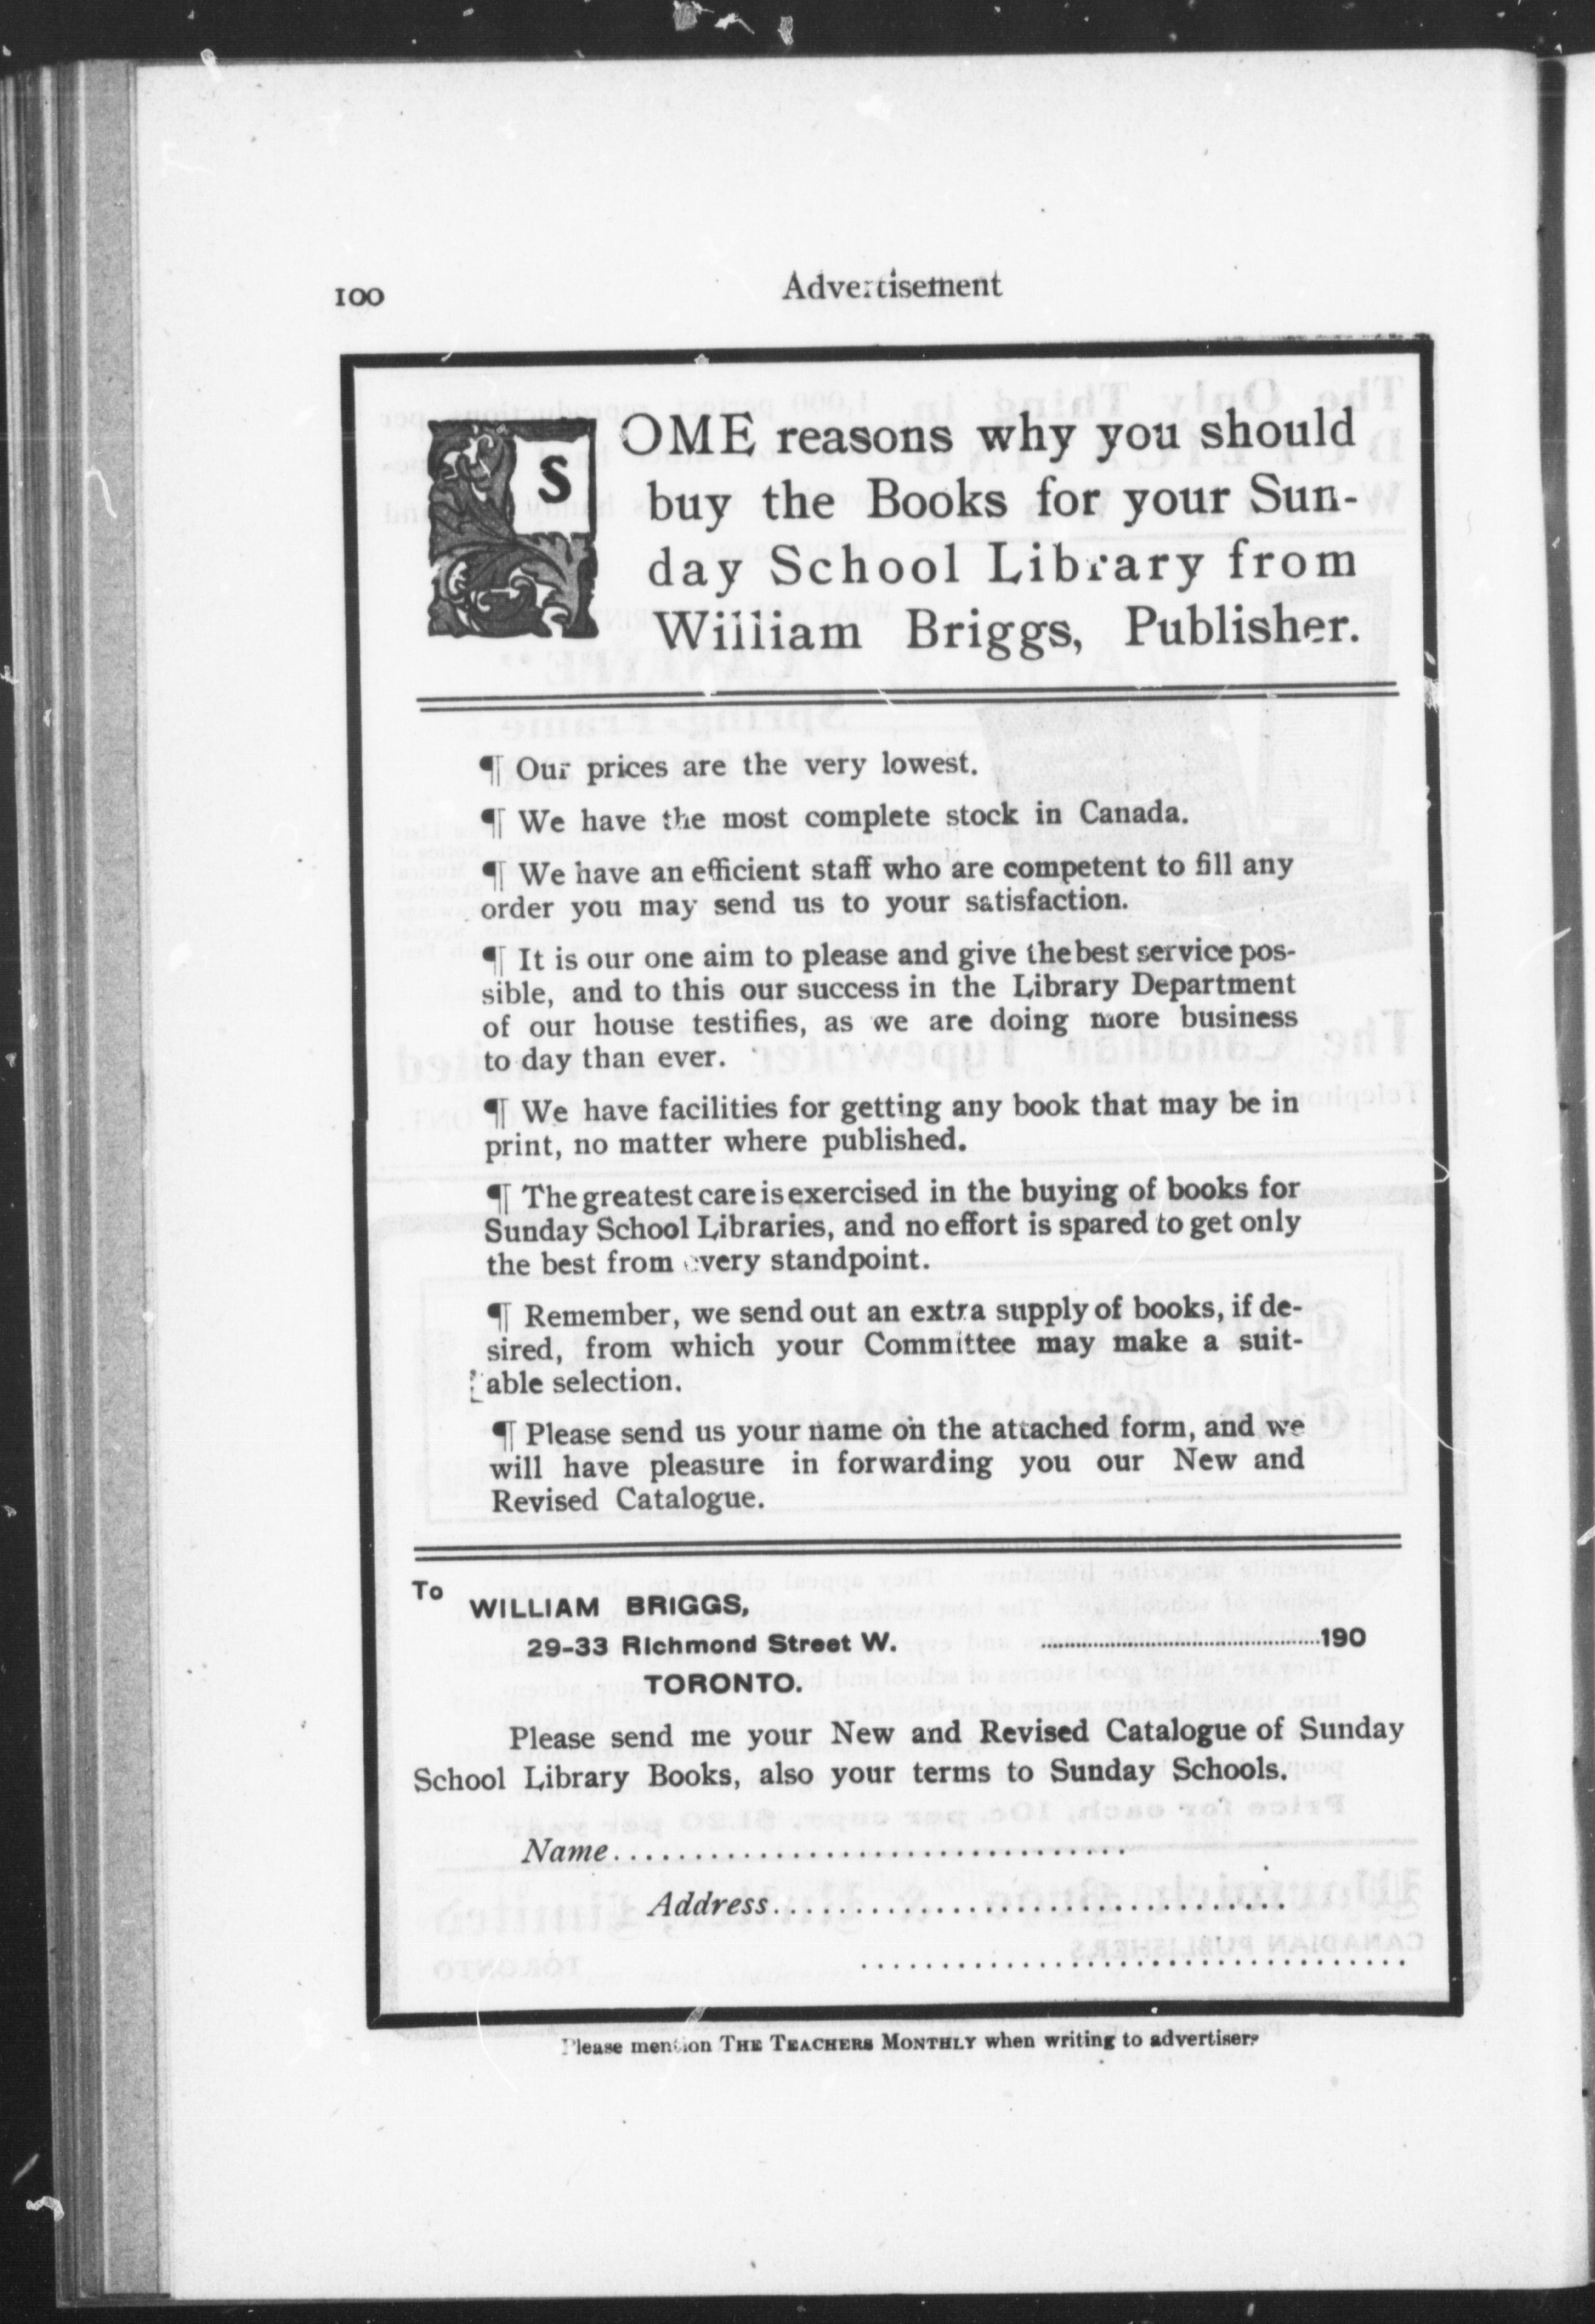 100
Advertisement
SOME reasons why you should
buy the Books for your Sun-
day School Library from
William Briggs, Publisher.
¶ Our prices are the very lowest.
¶ We have the most complete stock in Canada.
¶ We have an efficient staff who are competent to fill any
order you may send us to your satisfaction.
¶ It is our one aim to please and give the best service pos-
sible, and to this our success in the Library Department
of our house testifies, as we are doing more business
to day than ever.
¶ We have facilities for getting any book that may be in
print, no matter where published.
¶ The greatest care is exercised in the buying of books for
Sunday School Libraries, and no effort is spared to get only
the best from every standpoint.
¶ Remember, we send out an extra supply of books, if de-
sired, from which your Committee may make a suit-
able selection.
¶ Please send us your name on the attached form, and we
will have pleasure in forwarding you our New and
Revised Catalogue.
To WILLIAM BRIGGS,
29-33 Richmond Street W. ........................................190
TORONTO.
Please send me your New and Revised Catalogue of Sunday
School Library Books, also your terms to Sunday Schools.
Name................................
Address................................
..................................
Please mention THE TEACHERS MONTHLY when writing to advertisers